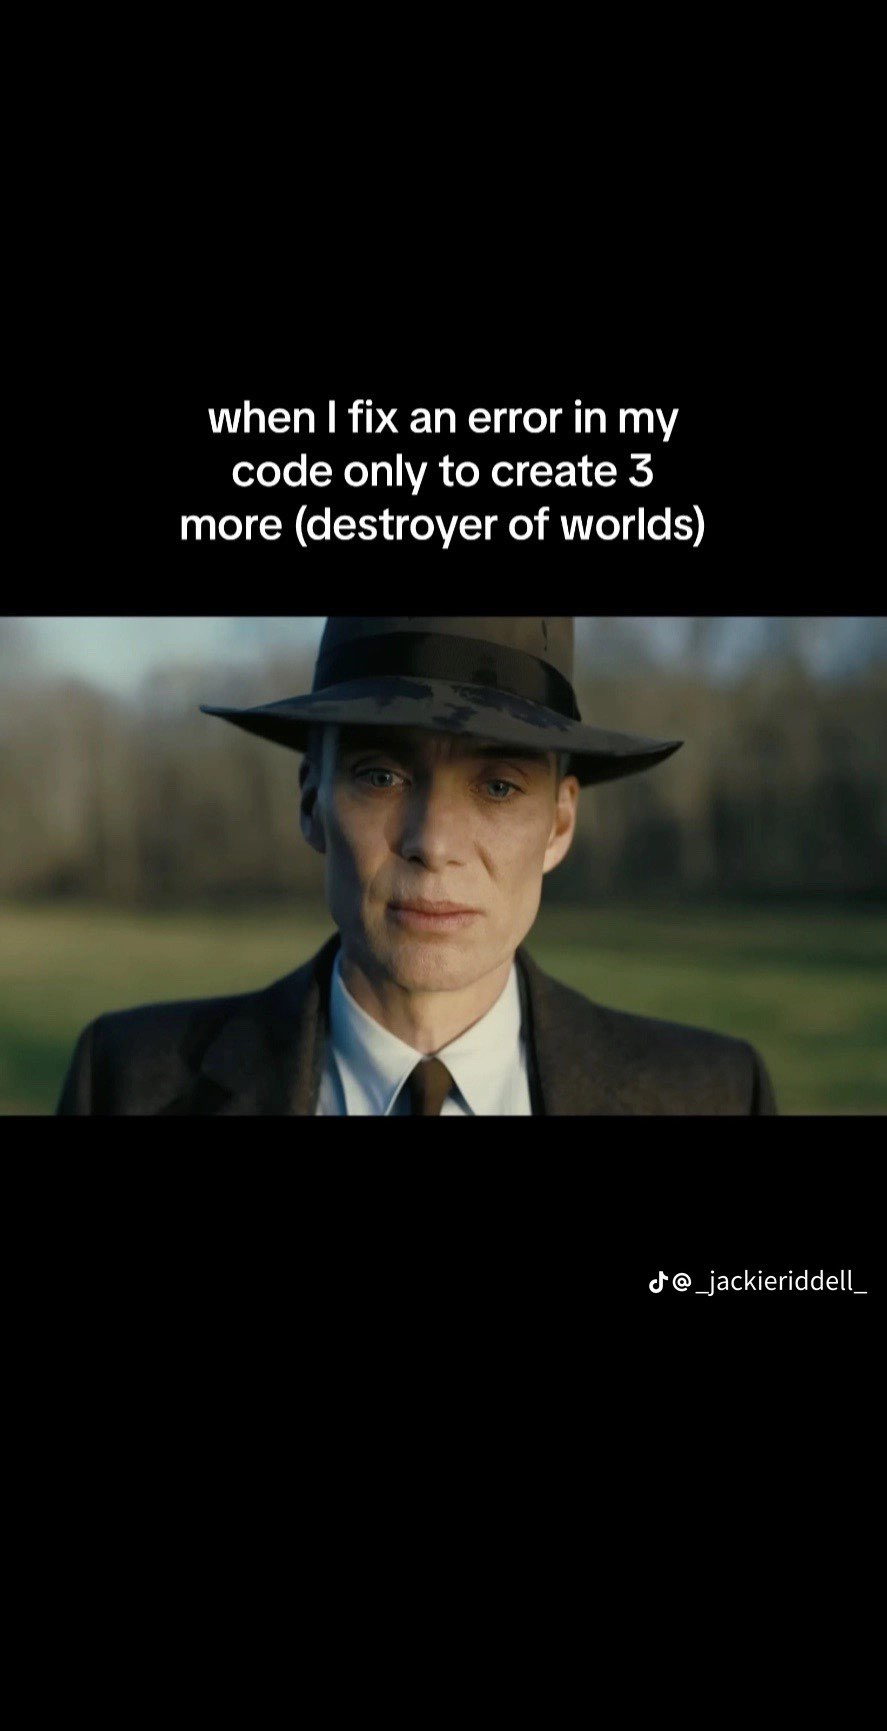 when I fix an error in my
code only to create 3
more (destroyer of worlds)
@_jackieriddell_